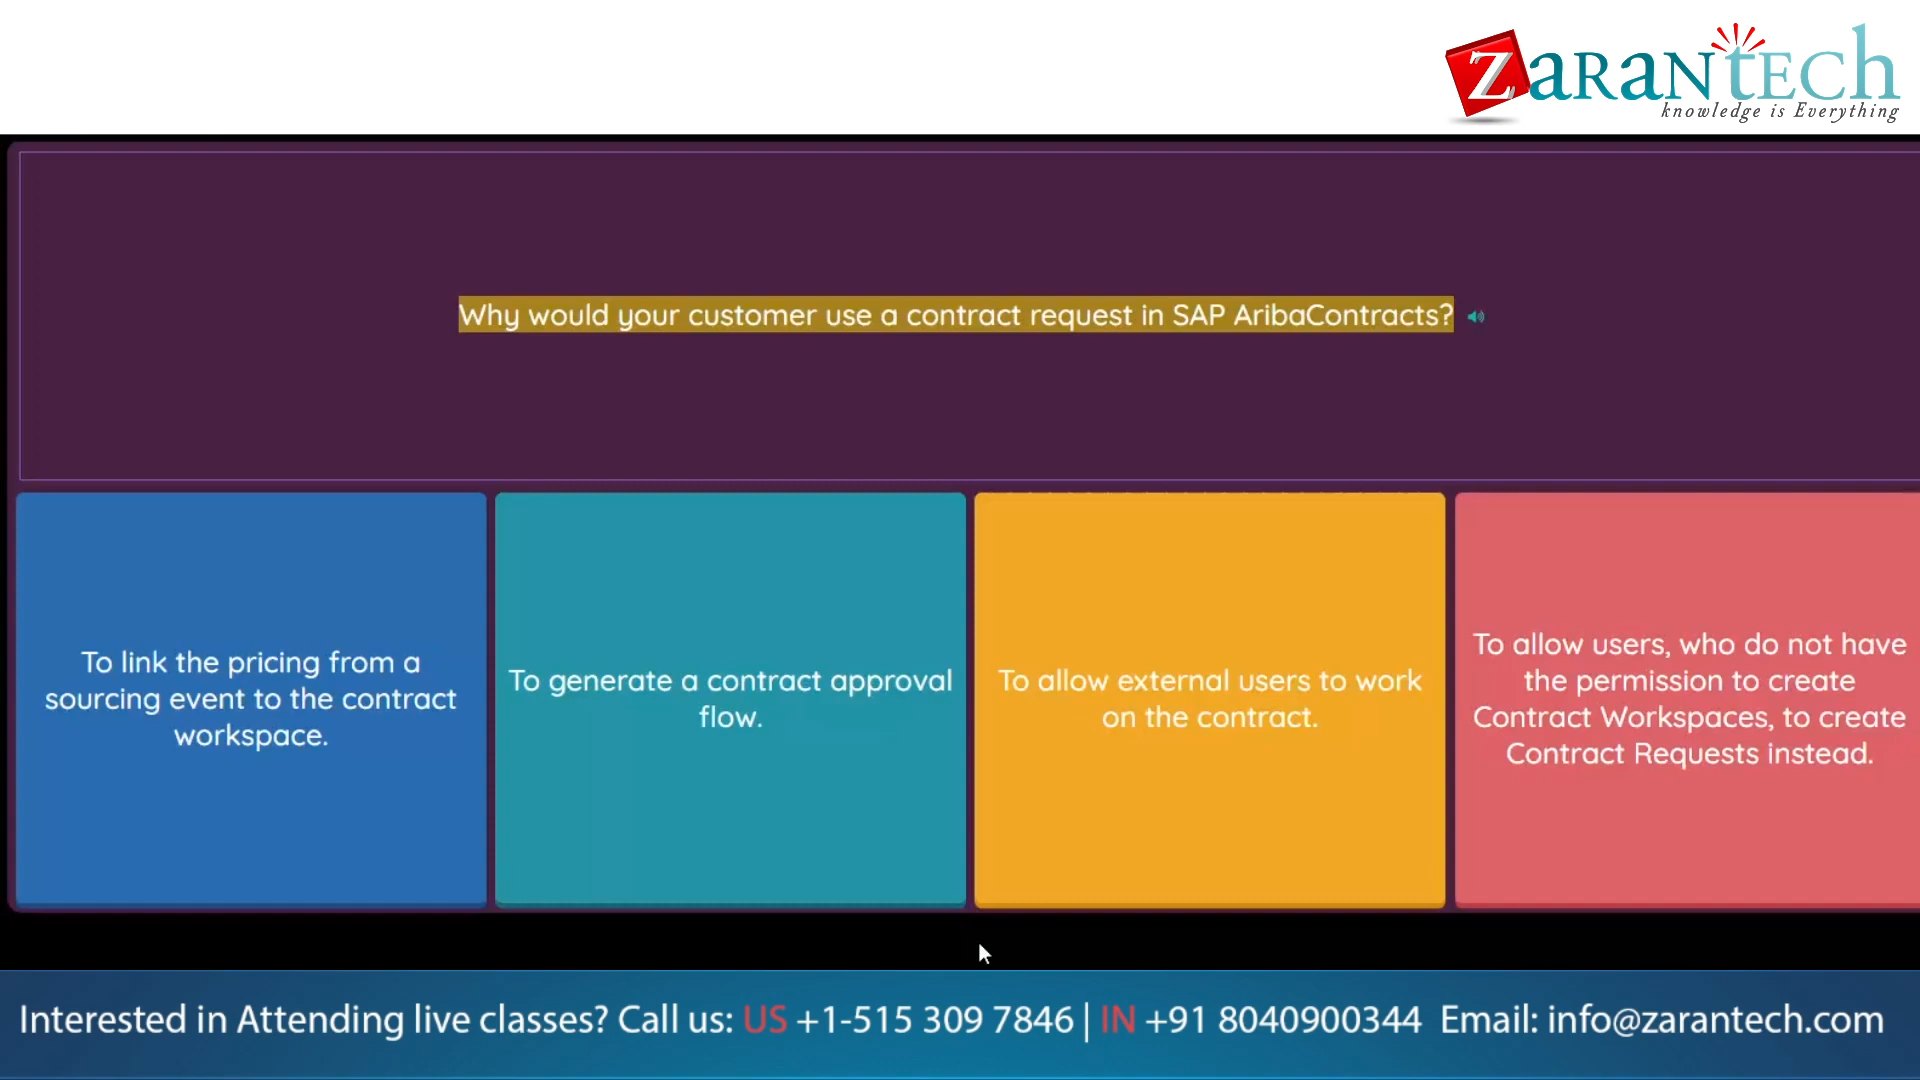 ZARANTECH
knowledge is Everything
Why would your customer use a contract request in SAP AribaContracts?
To link the pricing from a
sourcing event to the contract
workspace.
To generate a contract approval
flow.
To allow external users to work
on the contract.
To allow users, who do not have
the permission to create
Contract Workspaces, to create
Contract Requests instead.
Interested in Attending live classes? Call us: US +1-515 309 7846 | IN +91 8040900344 Email: info@zarantech.com